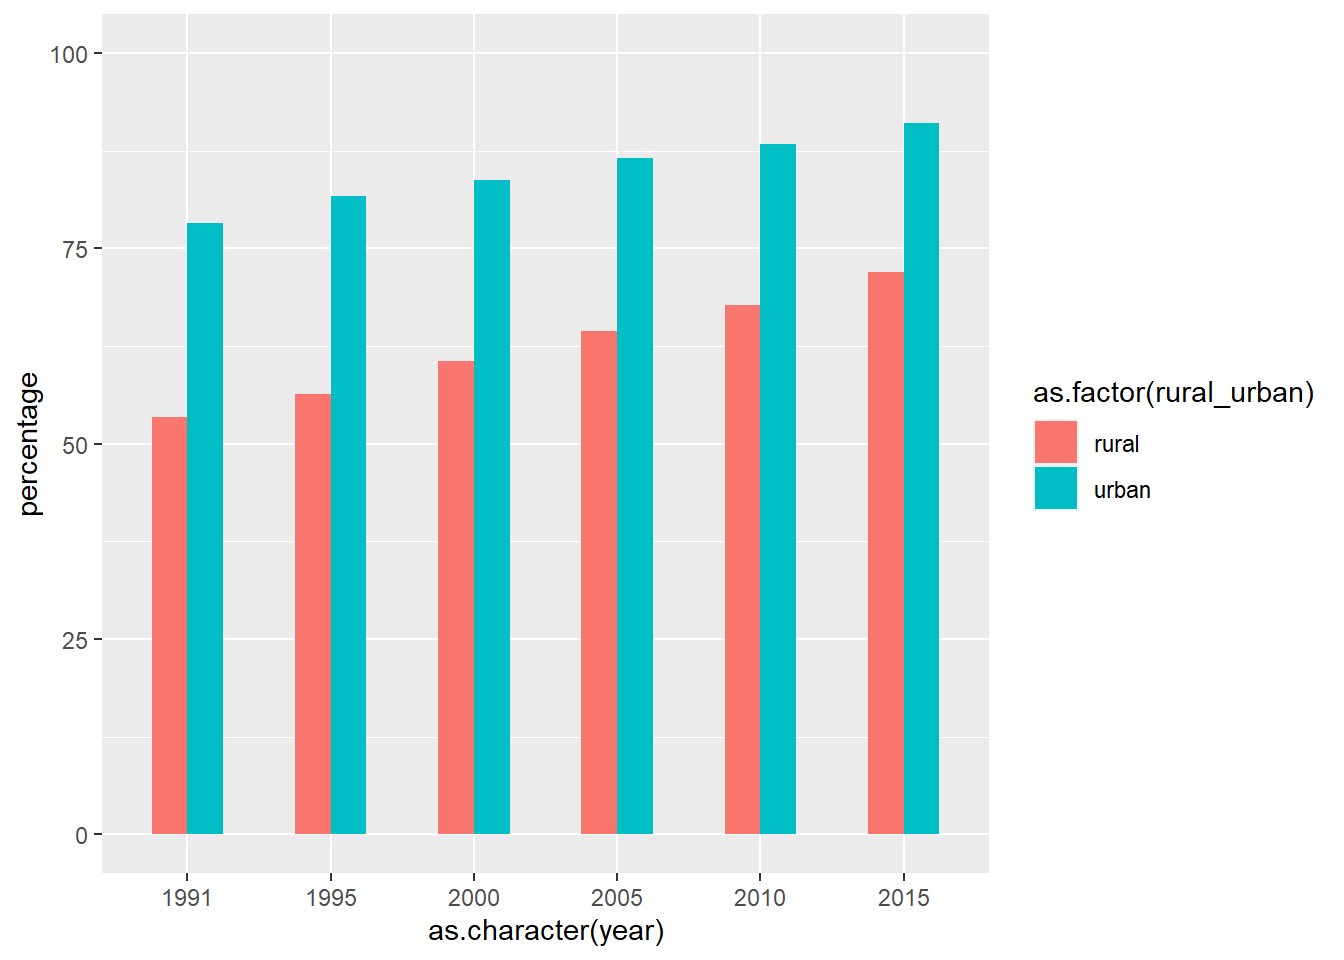 100
75
50
25
0
percentage
1991 1995 2000 2005 2010 2015
as.character(year)
as.factor(rural_urban)
rural
urban